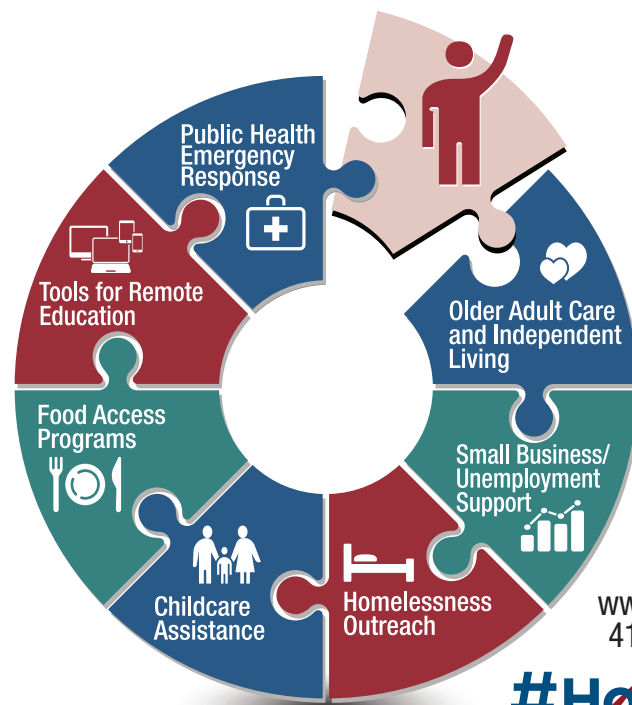 Public Health
Emergency
Response
Older Adult Care
and Independent
Living
Small Business/
Unemployment
Support
Homelessness
Outreach
Childcare
Assistance
Food Access
Programs
Tools for Remote
Education